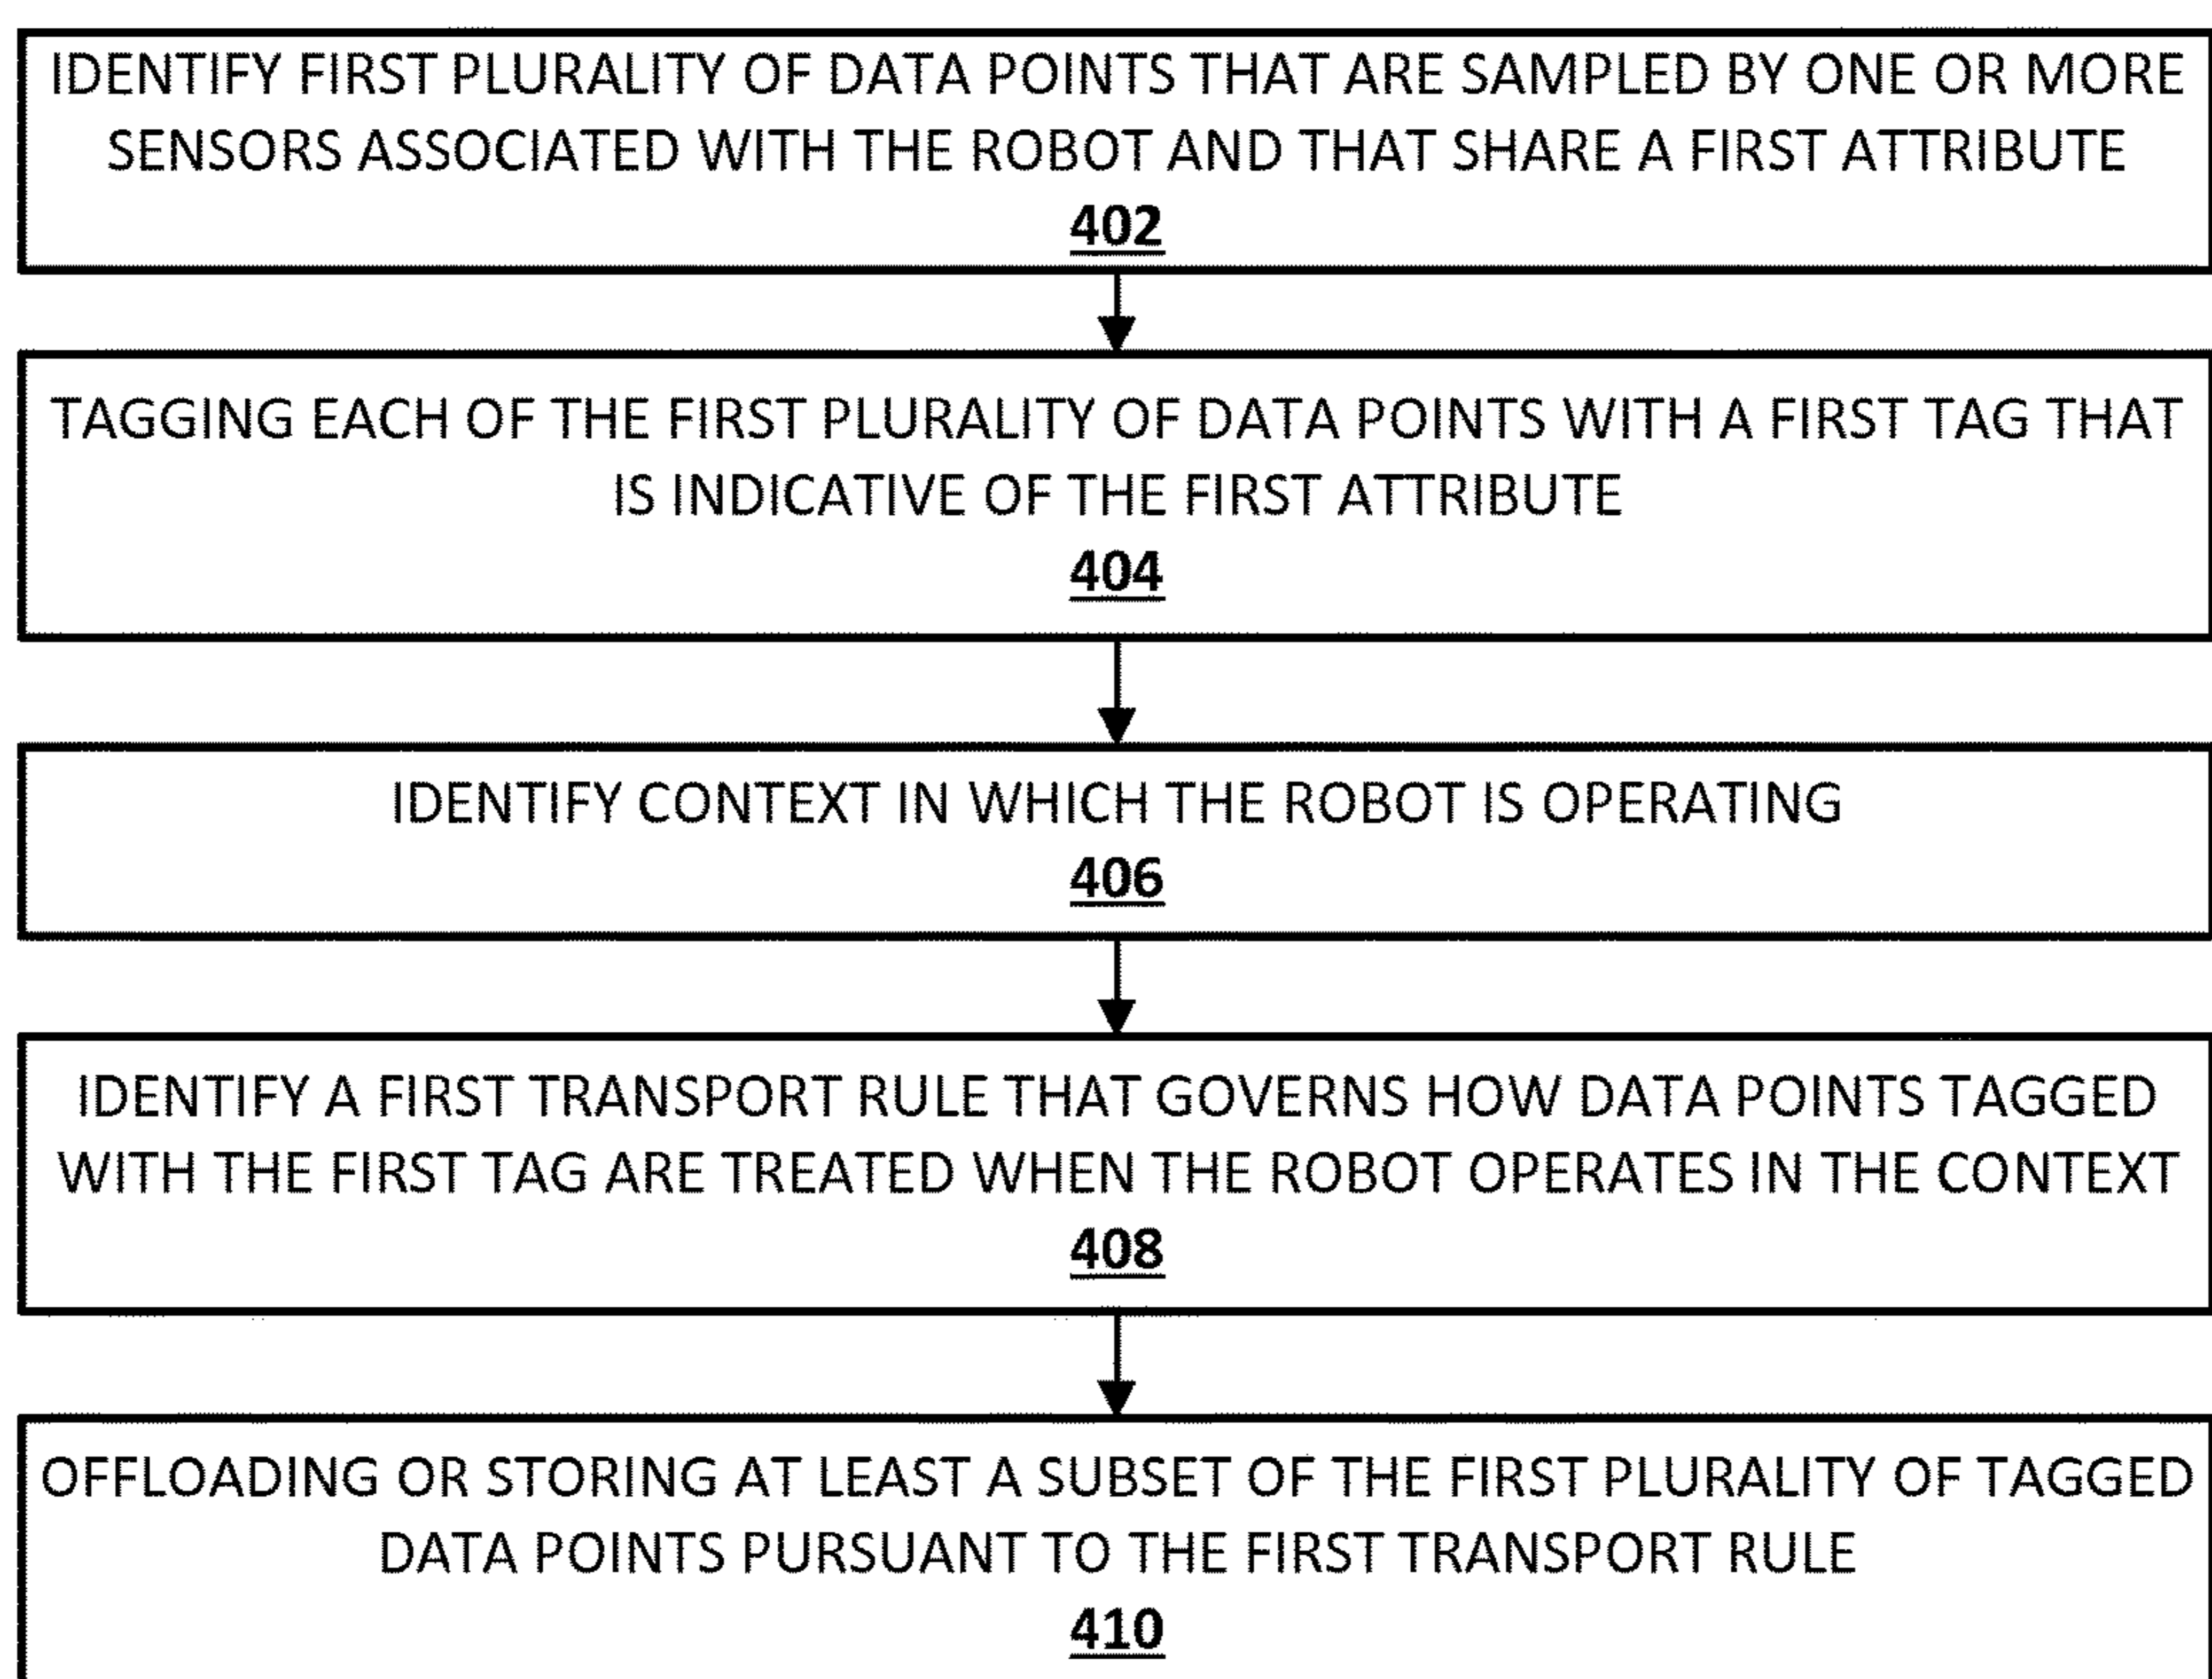 IDENTIFY FIRST PLURALITY OF DATA POINTS THAT ARE SAMPLED BY ONE OR MORE
SENSORS ASSOCIATED WITH THE ROBOT AND THAT SHARE A FIRST ATTRIBUTE
402
TAGGING EACH OF THE FIRST PLURALITY OF DATA POINTS WITH A FIRST TAG THAT
IS INDICATIVE OF THE FIRST ATTRIBUTE
404
IDENTIFY CONTEXT IN WHICH THE ROBOT IS OPERATING
406
IDENTIFY A FIRST TRANSPORT RULE THAT GOVERNS HOW DATA POINTS TAGGED
WITH THE FIRST TAG ARE TREATED WHEN THE ROBOT OPERATES IN THE CONTEXT
408
OFFLOADING OR STORING AT LEAST A SUBSET OF THE FIRST PLURALITY OF TAGGED
DATA POINTS PURSUANT TO THE FIRST TRANSPORT RULE
410